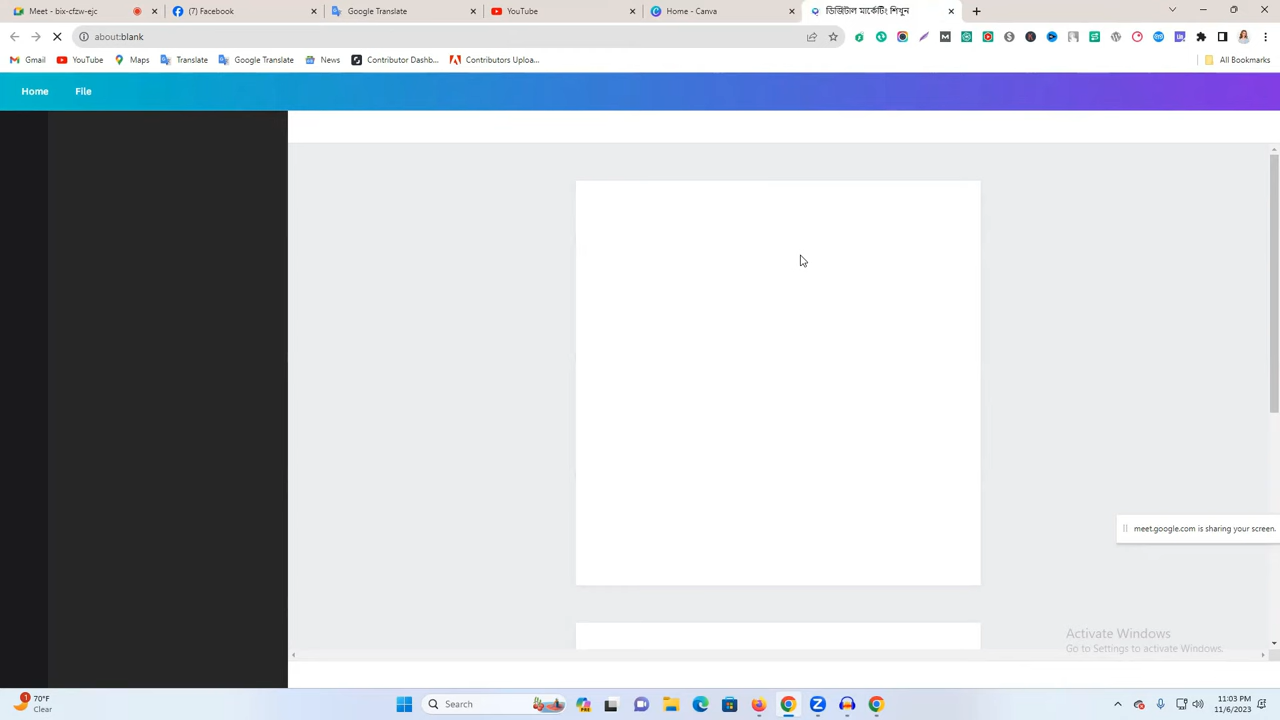 Meet - bix-cfzw-ejc
(7) Facebook
Google Translate
YouTube
Home - Canva
ডিজিটাল মার্কেটিং শিখুন
about:blank
Gmail
YouTube
Maps
Translate
Google Translate
News
Contributor Dashb...
Contributors Uploa...
All Bookmarks
Home
File
meet.google.com is sharing your screen.
Activate Windows
Go to Settings to activate Windows.
70°F
Clear
Search
11:03 PM
11/6/2023